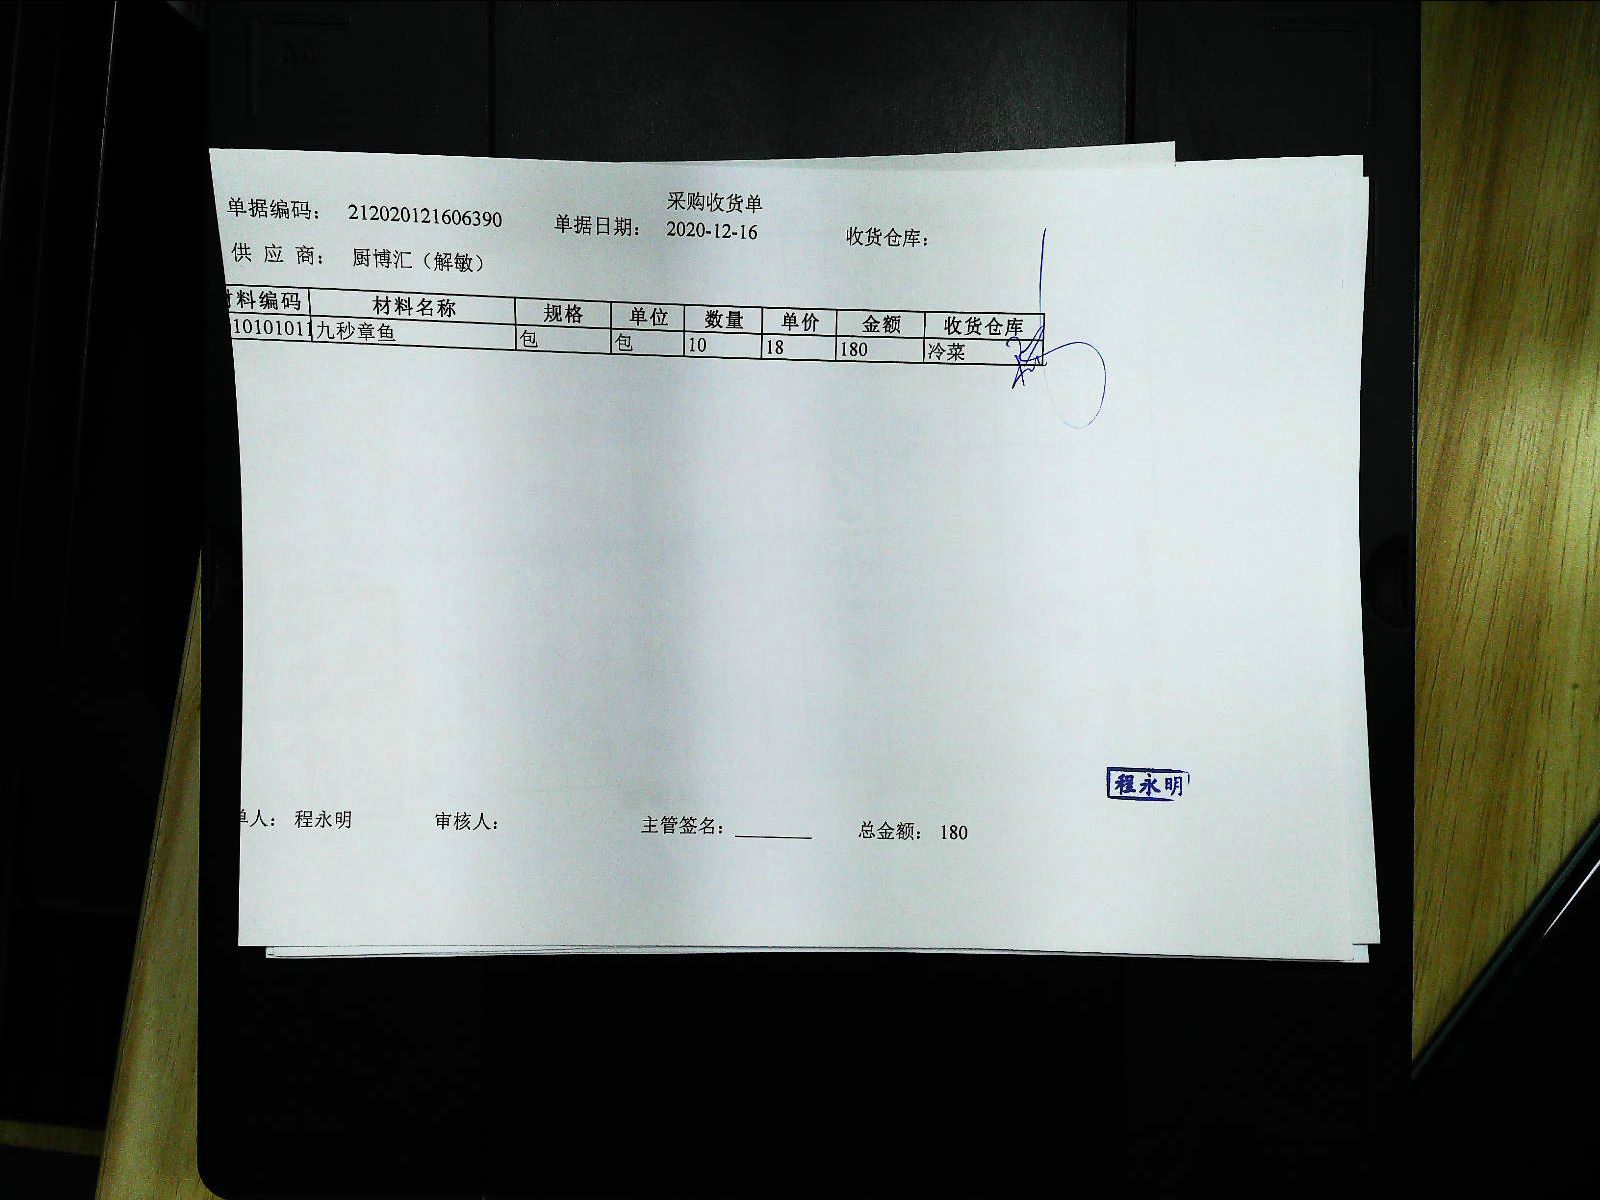 采购收货单
单据编码: 212020121606390 单据日期: 2020-12-16 收货仓库:
供 应 商: 厨博汇（解敏）
材料编码 材料名称 规格 单位 数量 单价 金额 收货仓库
10101011 九秒章鱼 包 包 10 18 180 冷菜
程永明
单人: 程永明 审核人: 主管签名: ________ 总金额: 180